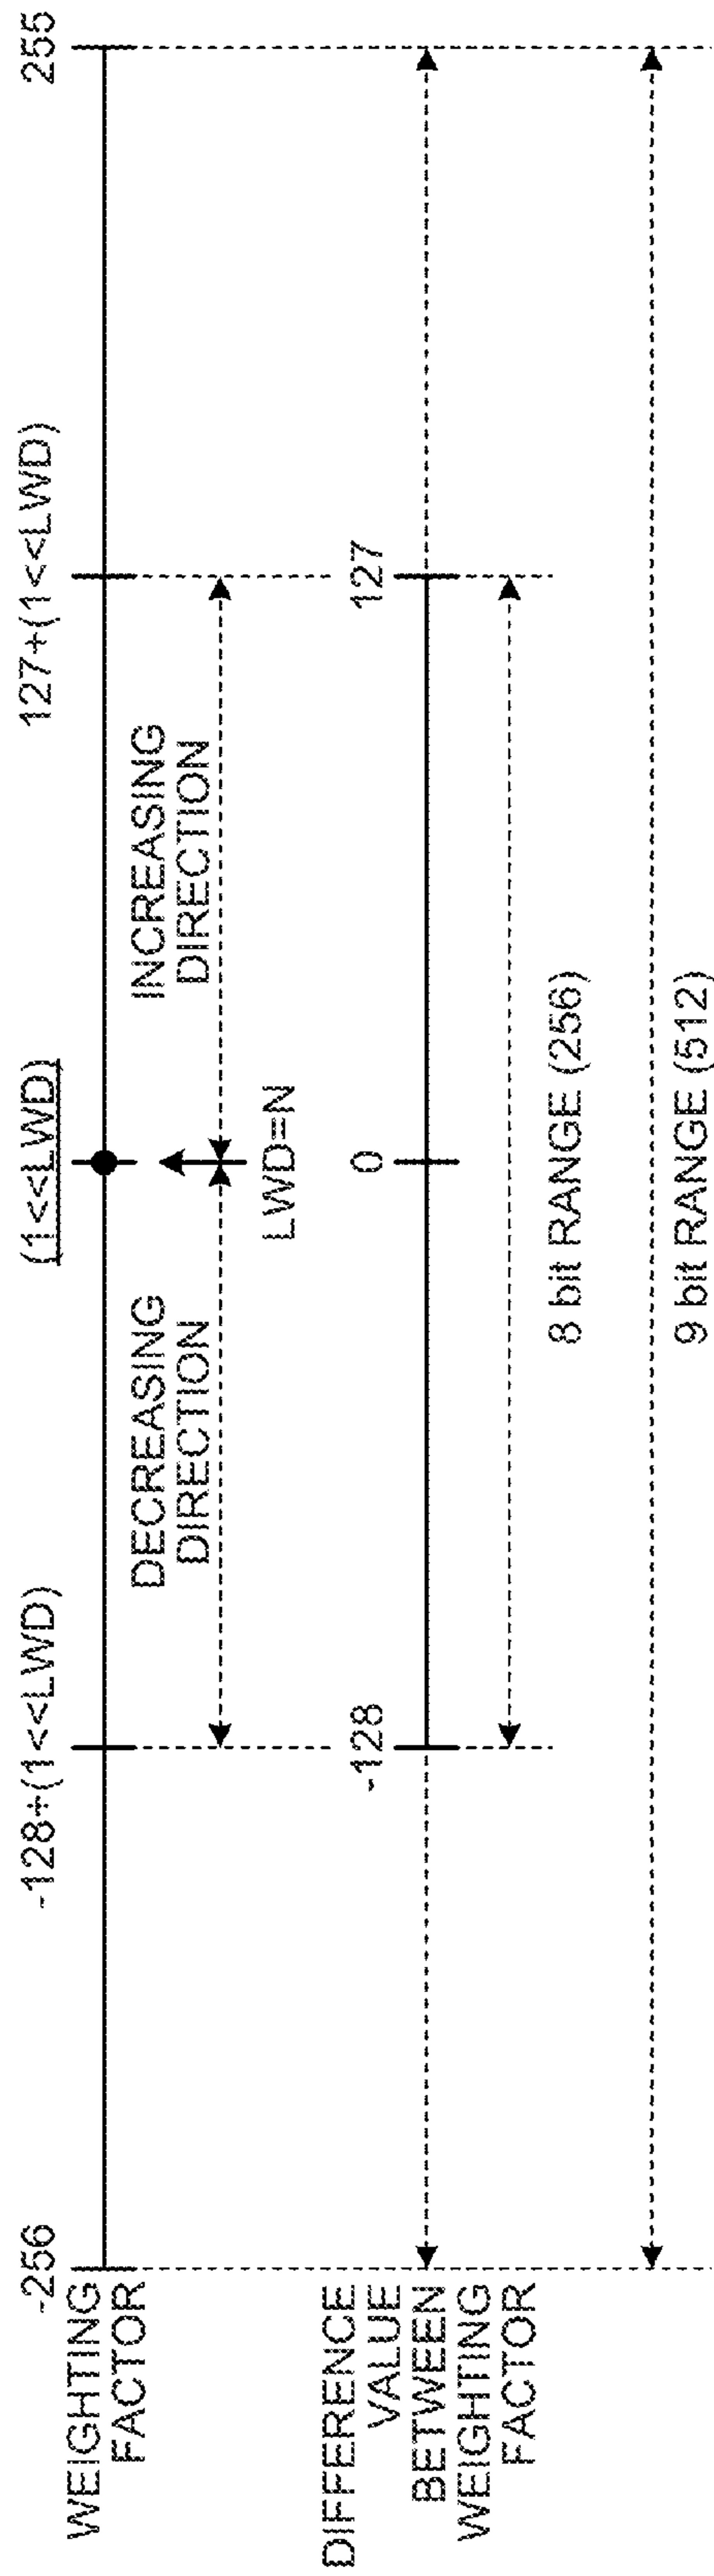 -256
-128+(1<<LWD)
(1<<LWD)
127+(1<<LWD)
255
WEIGHTING
FACTOR
DECREASING
DIRECTION
INCREASING
DIRECTION
LWD=N
-128
0
127
DIFFERENCE
VALUE
BETWEEN
WEIGHTING
FACTOR
8 bit RANGE (256)
9 bit RANGE (512)